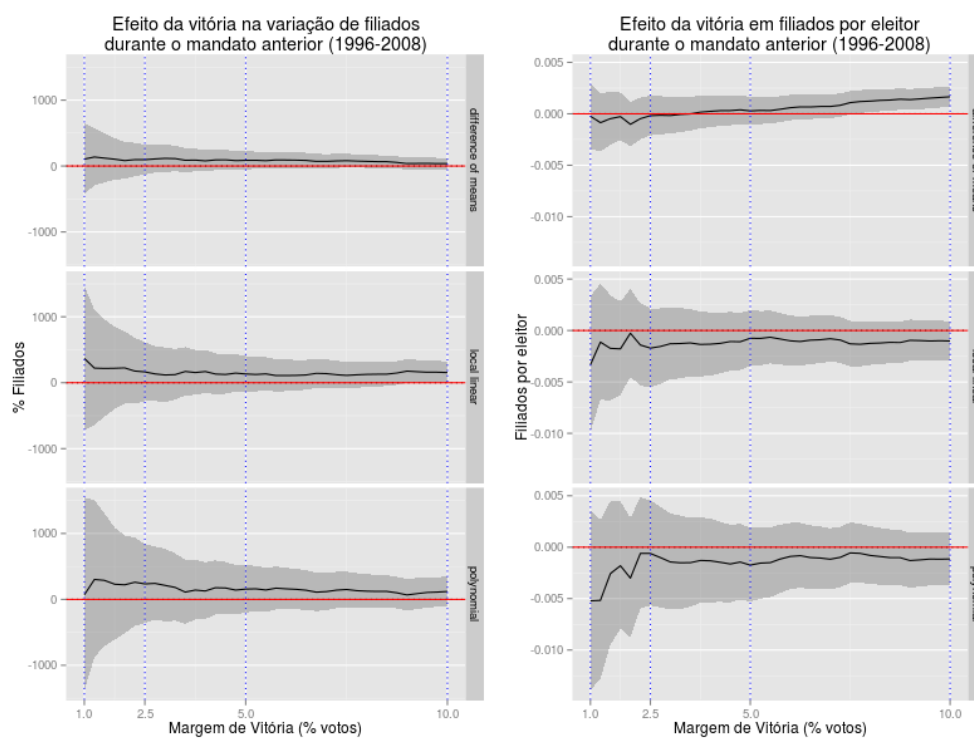 Efeito da vitória na variação de filiados
durante o mandato anterior (1996-2008)
1000
0
-1000
difference of means
1000
0
-1000
local linear
1000
0
-1000
polynomial
% Filiados
1.0 2.5 5.0 10.0
Margem de Vitória (% votos)
Efeito da vitória em filiados por eleitor
durante o mandato anterior (1996-2008)
0.005
0.000
-0.005
-0.010
0.005
0.000
-0.005
-0.010
0.005
0.000
-0.005
-0.010
Filiados por eleitor
1.0 2.5 5.0 10.0
Margem de Vitória (% votos)